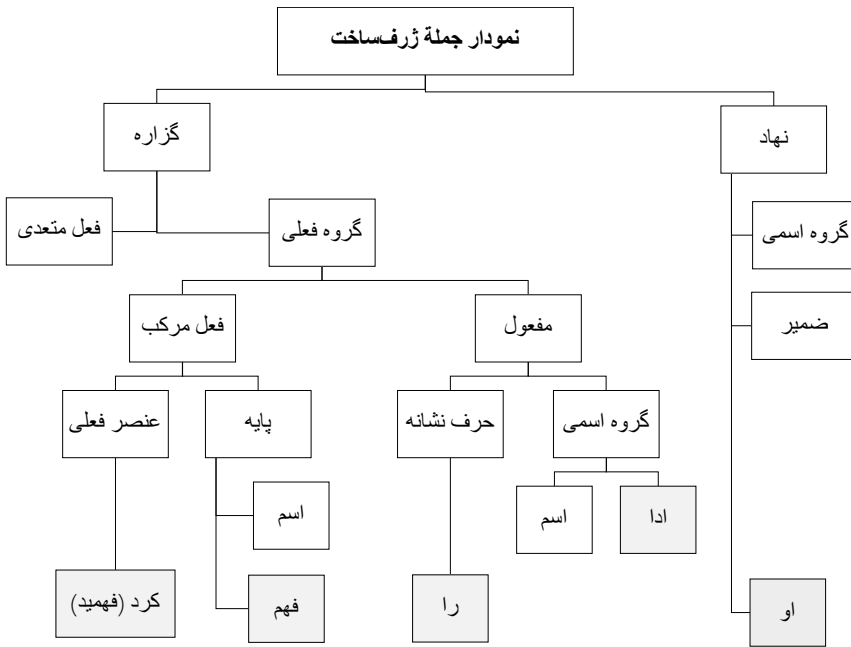 نمودار جملة ژرف‌ساخت
نهاد
گزاره
گروه اسمی
گروه فعلی
فعل متعدی
ضمیر
مفعول
فعل مرکب
گروه اسمی
حرف نشانه
پایه
عنصر فعلی
ادا
اسم
اسم
او
را
فهم
کرد (فهمید)